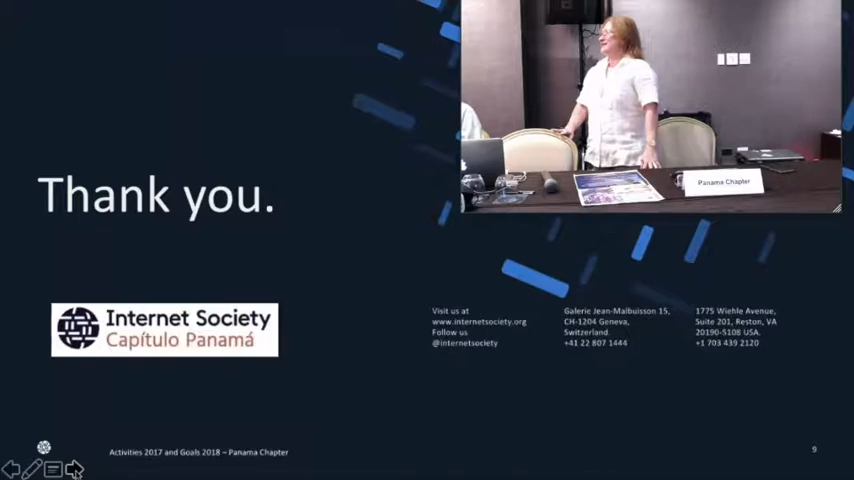 Panama Chapter
Thank you.
Internet Society
Capítulo Panamá
Visit us at
www.internetsociety.org
Follow us
@internetsociety
Galerie Jean-Malbuisson 15,
CH-1204 Geneva,
Switzerland.
+41 22 807 1444
1775 Wiehle Avenue,
Suite 201, Reston, VA
20190-5108 USA.
+1 703 439 2120
Activities 2017 and Goals 2018 – Panama Chapter
9